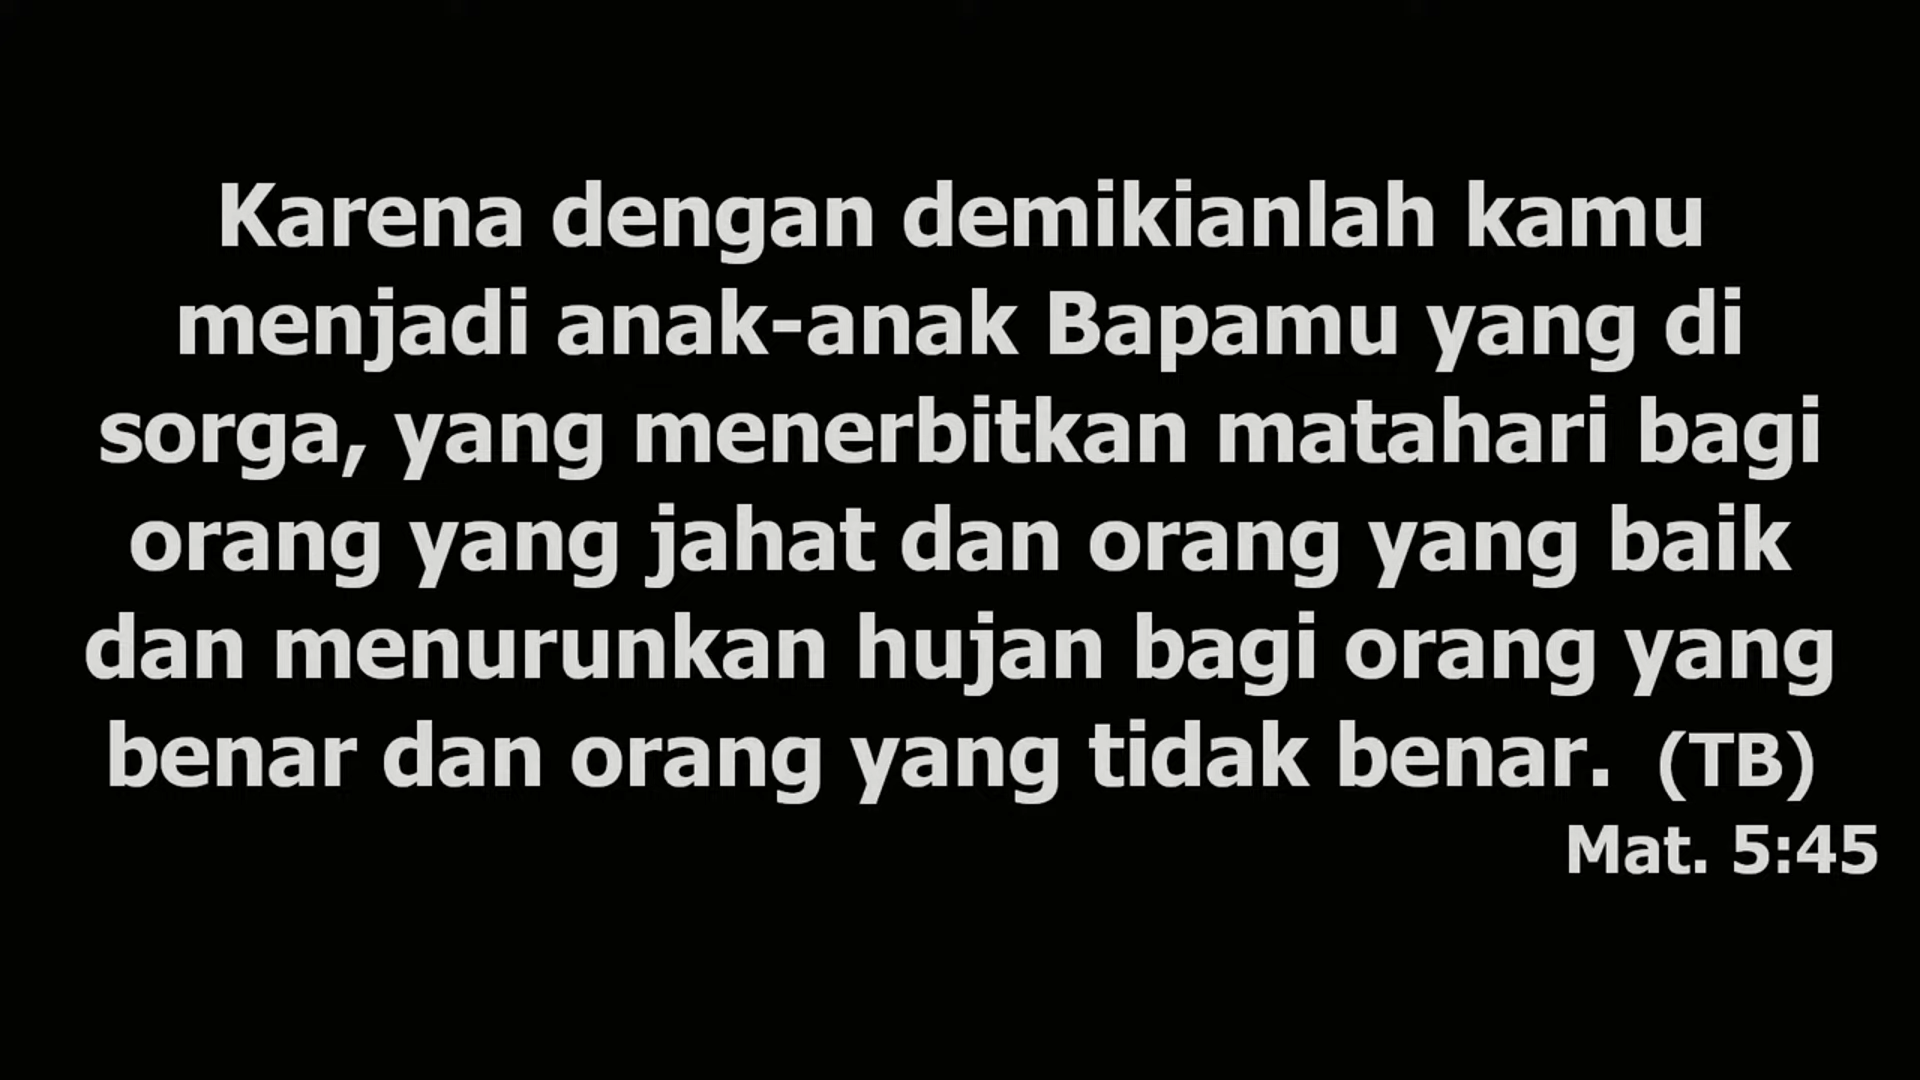 Karena dengan demikianlah kamu
menjadi anak-anak Bapamu yang di
sorga, yang menerbitkan matahari bagi
orang yang jahat dan orang yang baik
dan menurunkan hujan bagi orang yang
benar dan orang yang tidak benar. (TB)
Mat. 5:45